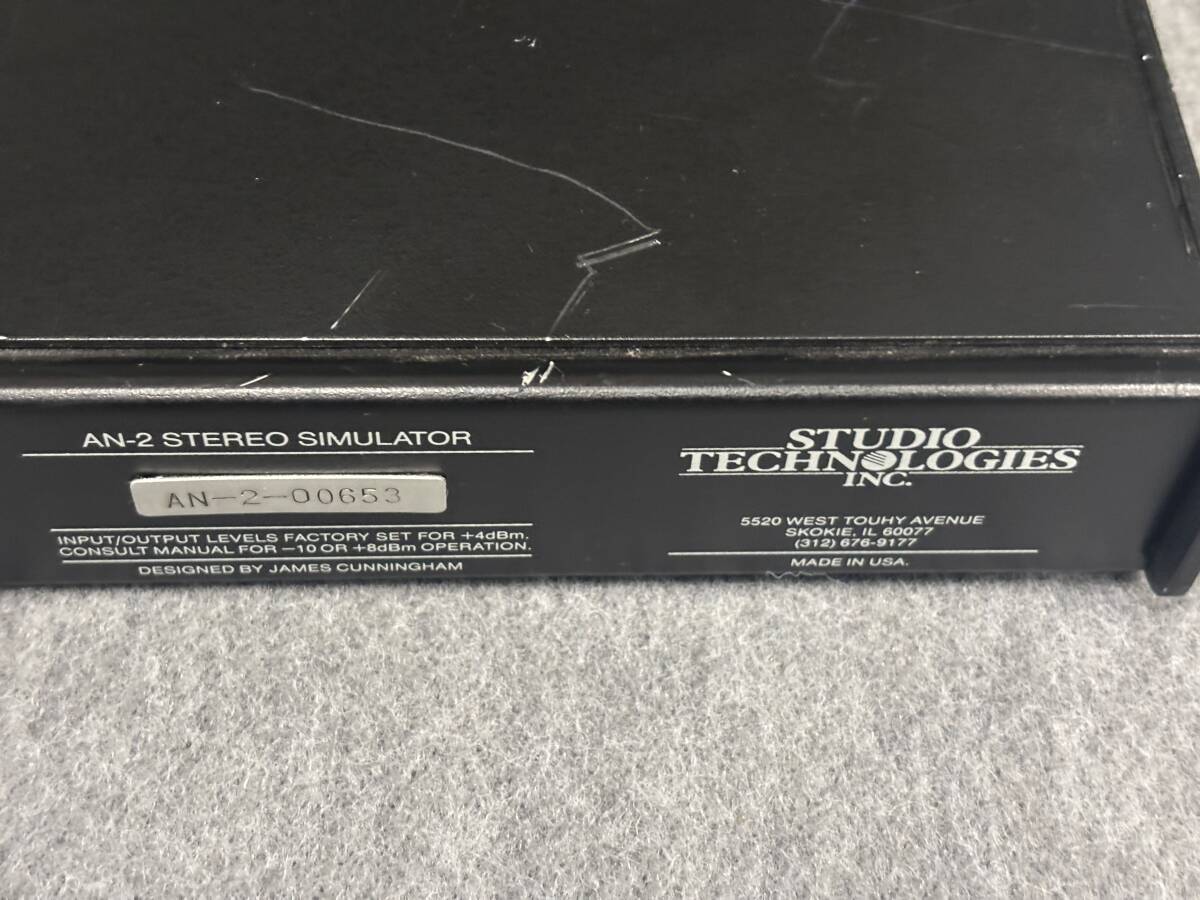 AN-2 STEREO SIMULATOR
AN-2-00653
INPUT/OUTPUT LEVELS FACTORY SET FOR +4dBm.
CONSULT MANUAL FOR -10 OR +8dBm OPERATION.
DESIGNED BY JAMES CUNNINGHAM
STUDIO
TECHNOLOGIES
INC.
5520 WEST TOUHY AVENUE
SKOKIE, IL 60077
(312) 676-9177
MADE IN USA.